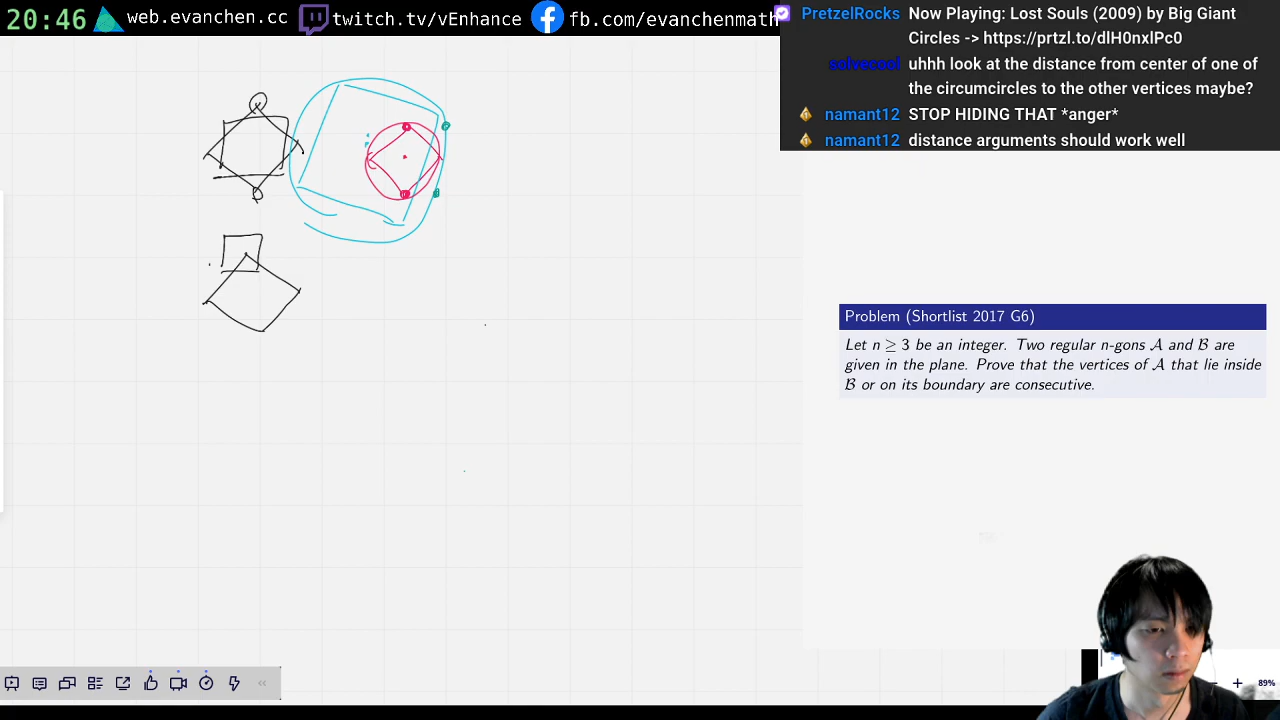 20:46 web.evanchen.cc twitch.tv/vEnhance fb.com/evanchenmath
PretzelRocks Now Playing: Lost Souls (2009) by Big Giant
Circles -> https://prtzl.to/dlH0nxlPc0
solvecool uhhh look at the distance from center of one of
the circumcircles to the other vertices maybe?
namant12 STOP HIDING THAT *anger*
namant12 distance arguments should work well
Problem (Shortlist 2017 G6)
Let n ≥ 3 be an integer. Two regular n-gons 𝒜 and ℬ are
given in the plane. Prove that the vertices of 𝒜 that lie inside
ℬ or on its boundary are consecutive.
89%